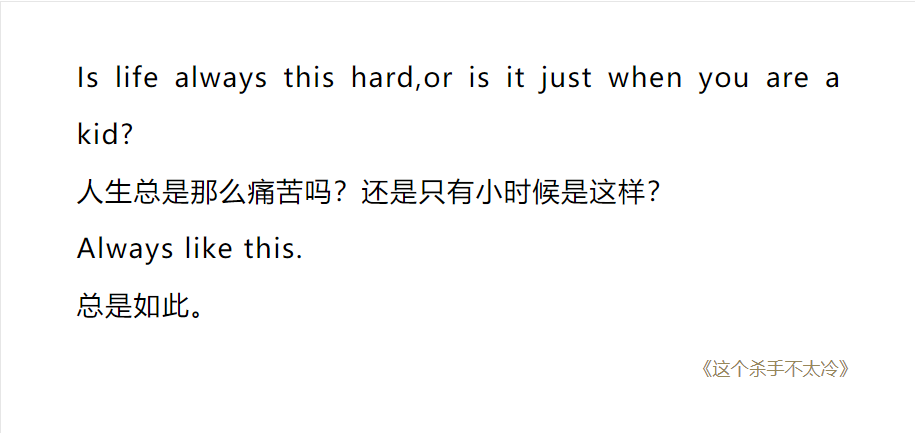 Is life always this hard,or is it just when you are a
kid?
人生总是那么痛苦吗？还是只有小时候是这样？
Always like this.
总是如此。
《这个杀手不太冷》